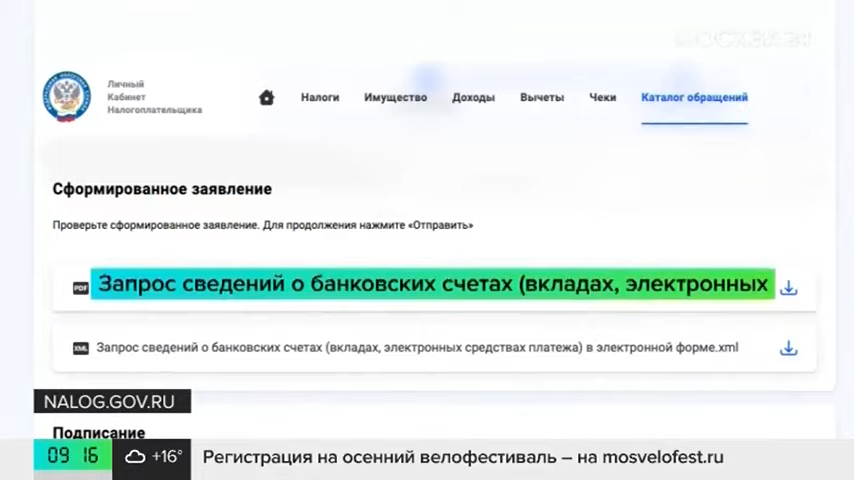 МОСКВА 24
Личный
Кабинет
Налогоплательщика
Налоги Имущество Доходы Вычеты Чеки Каталог обращений
Сформированное заявление
Проверьте сформированное заявление. Для продолжения нажмите «Отправить»
PDF Запрос сведений о банковских счетах (вкладах, электронных
XML Запрос сведений о банковских счетах (вкладах, электронных средствах платежа) в электронной форме.xml
NALOG.GOV.RU
Подписание
09 16 +16° Регистрация на осенний велофестиваль – на mosvelofest.ru